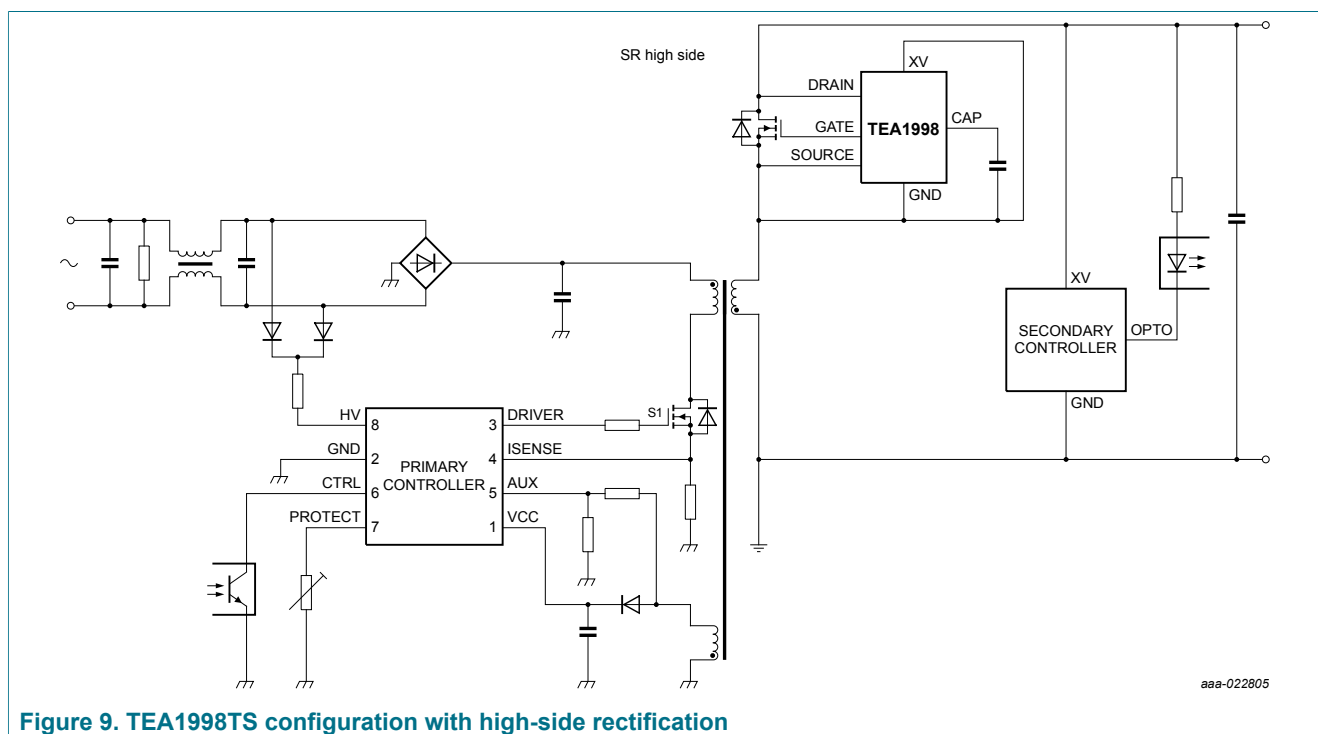 SR high side
XV
DRAIN
GATE
TEA1998
CAP
SOURCE
GND
XV
SECONDARY
CONTROLLER
OPTO
GND
HV
8
3
DRIVER
S1
GND
2
4
ISENSE
PRIMARY
CONTROLLER
CTRL
6
5
AUX
PROTECT
7
1
VCC
aaa-022805
Figure 9. TEA1998TS configuration with high-side rectification